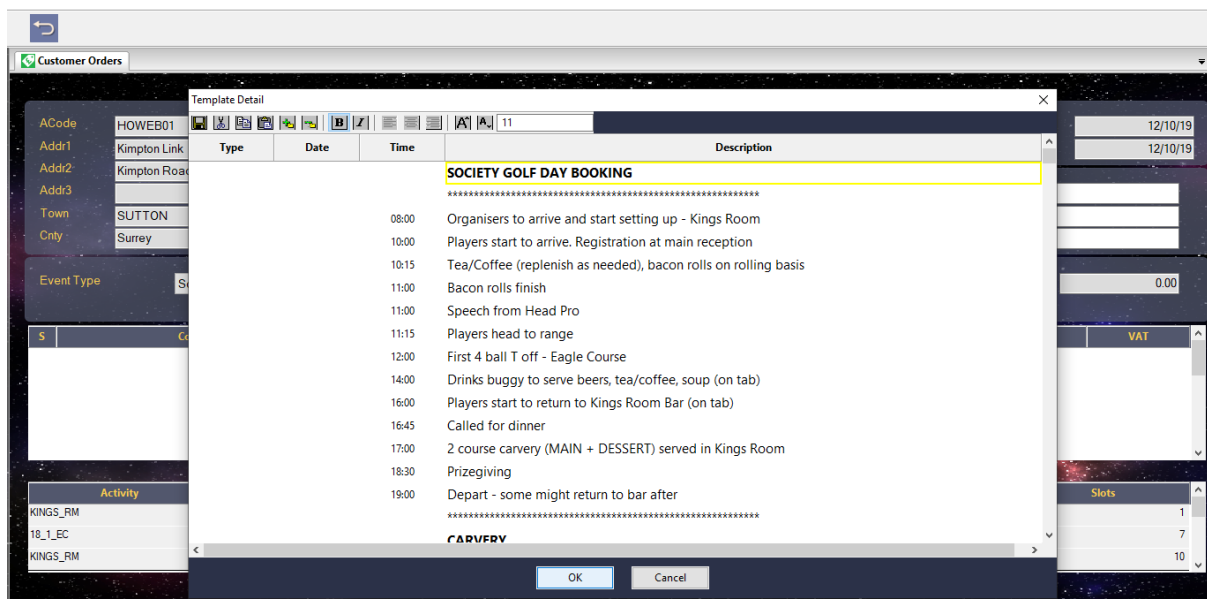 Customer Orders
Template Detail
11
Type Date Time Description
ACode HOWEB01
Addr1 Kimpton Link
Addr2 Kimpton Roa
Addr3
Town SUTTON
Cnty Surrey
12/10/19
12/10/19
Event Type
0.00
SOCIETY GOLF DAY BOOKING
************************************************************
08:00 Organisers to arrive and start setting up - Kings Room
10:00 Players start to arrive. Registration at main reception
10:15 Tea/Coffee (replenish as needed), bacon rolls on rolling basis
11:00 Bacon rolls finish
11:00 Speech from Head Pro
11:15 Players head to range
12:00 First 4 ball T off - Eagle Course
14:00 Drinks buggy to serve beers, tea/coffee, soup (on tab)
16:00 Players start to return to Kings Room Bar (on tab)
16:45 Called for dinner
17:00 2 course carvery (MAIN + DESSERT) served in Kings Room
18:30 Prizegiving
19:00 Depart - some might return to bar after
************************************************************
CARVERY
S VAT
Activity Slots
KINGS_RM 1
18_1_EC 7
KINGS_RM 10
OK Cancel